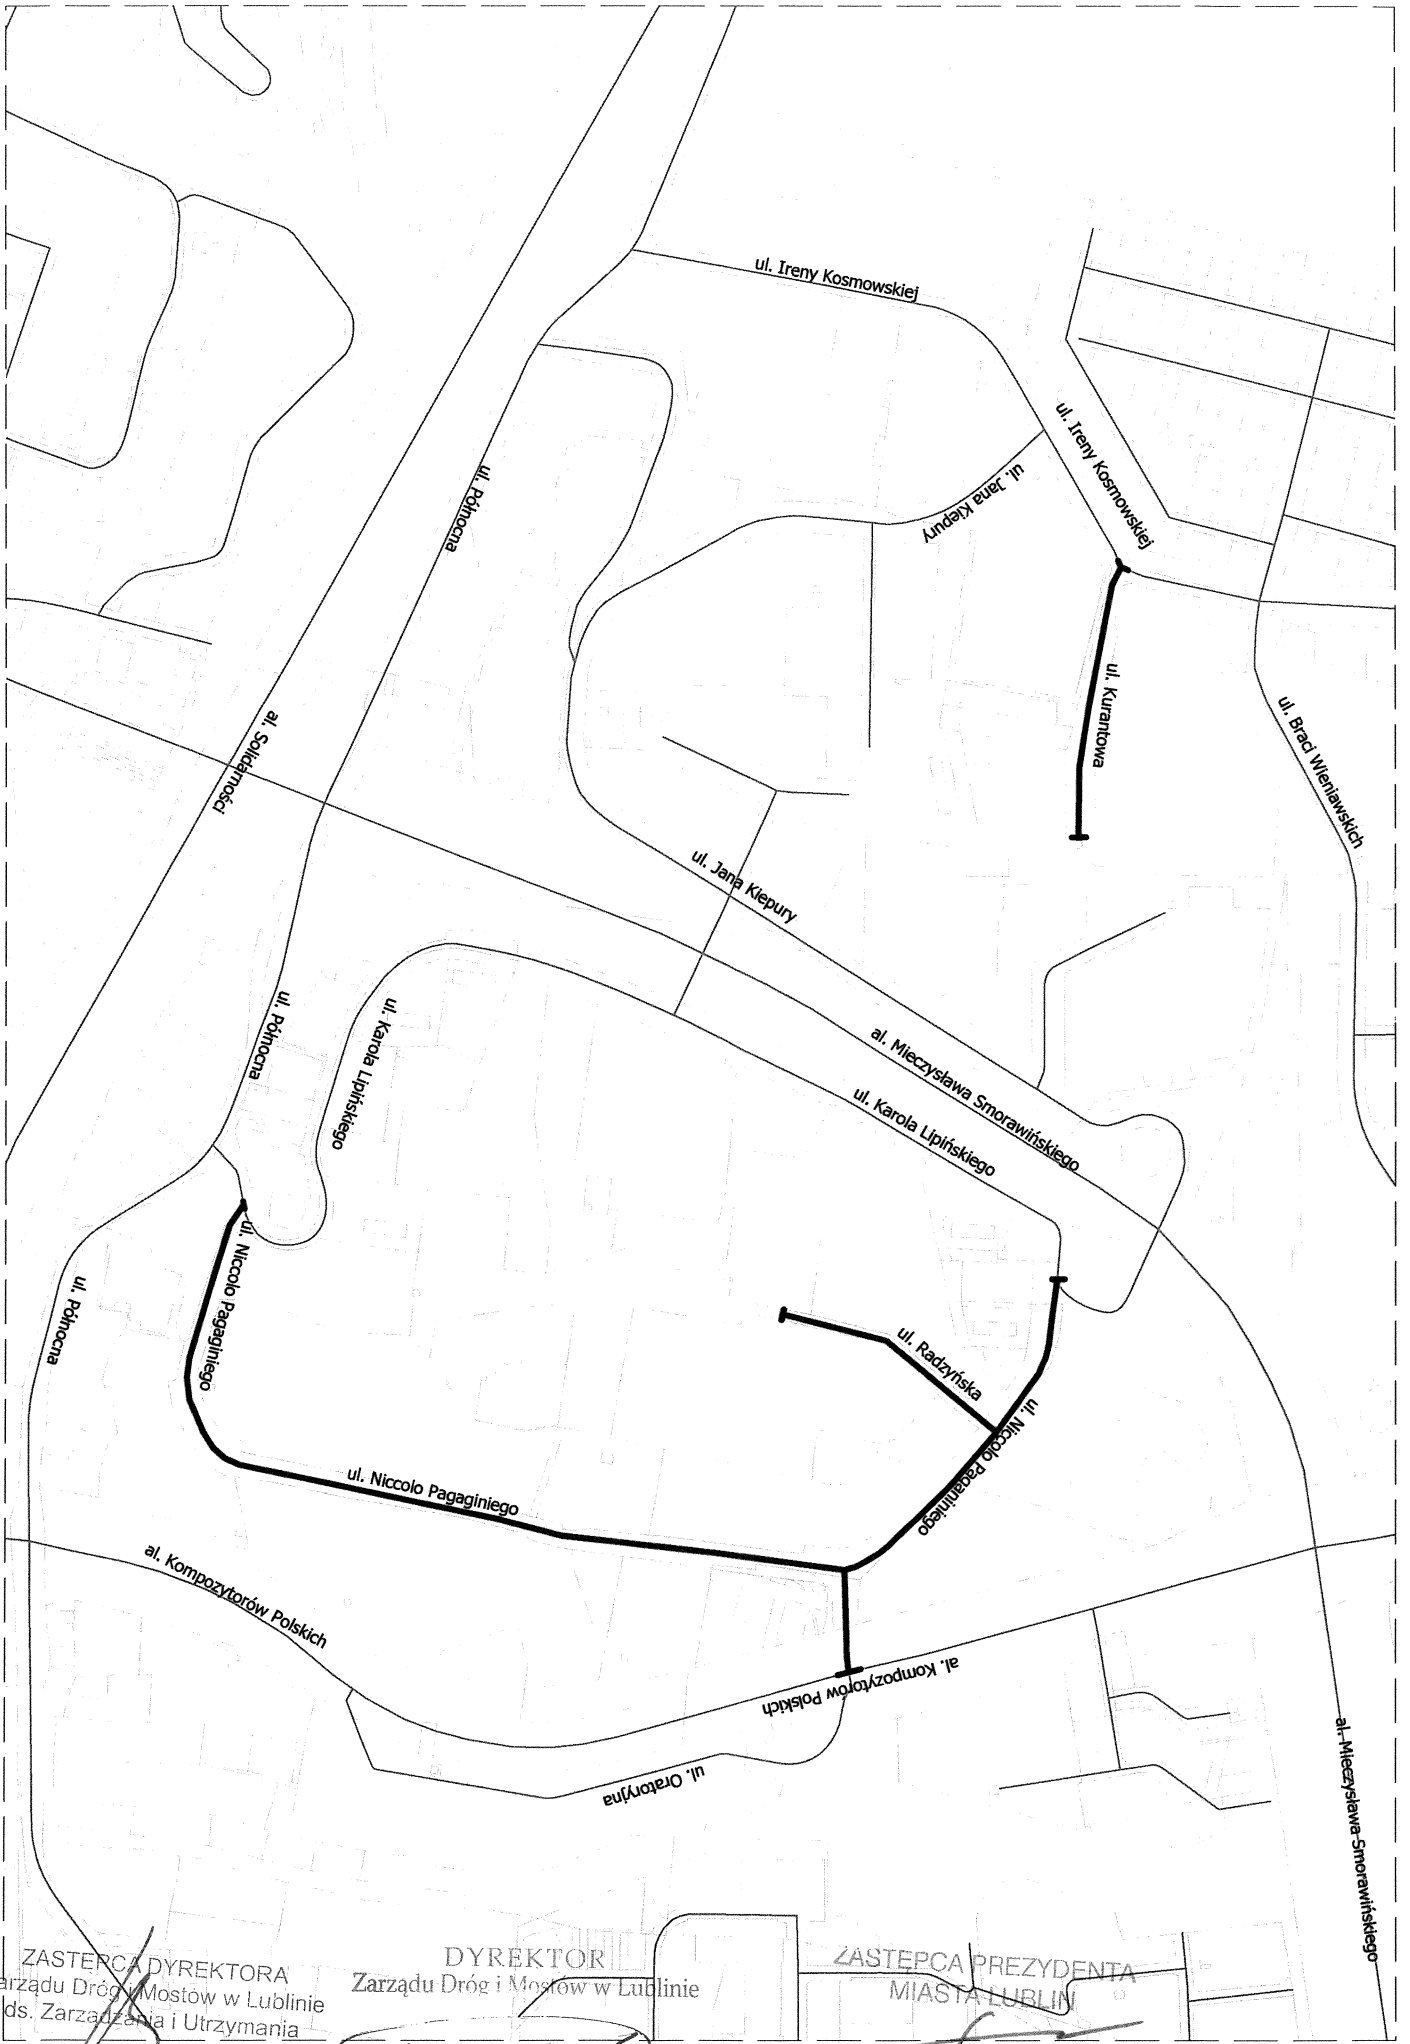 ul. Ireny Kosmowskiej
ul. Ireny Kosmowskiej
ul. Jana Kiepury
ul. Północna
ul. Kurantowa
ul. Braci Wieniawskich
al. Solidarności
ul. Jana Kiepury
ul. Północna
ul. Karola Lipińskiego
al. Mieczysława Smorawińskiego
ul. Karola Lipińskiego
ul. Niccolo Pagaginiego
ul. Północna
ul. Radzyńska
ul. Niccolo Paganiniego
ul. Niccolo Pagaginiego
al. Kompozytorów Polskich
al. Kompozytorów Polskich
ul. Oratoryjna
al. Mieczysława Smorawińskiego
ZASTĘPCA DYREKTORA
arządu Dróg i Mostów w Lublinie
ds. Zarządzania i Utrzymania
DYREKTOR
Zarządu Dróg i Mostów w Lublinie
ZASTĘPCA PREZYDENTA
MIASTA LUBLIN